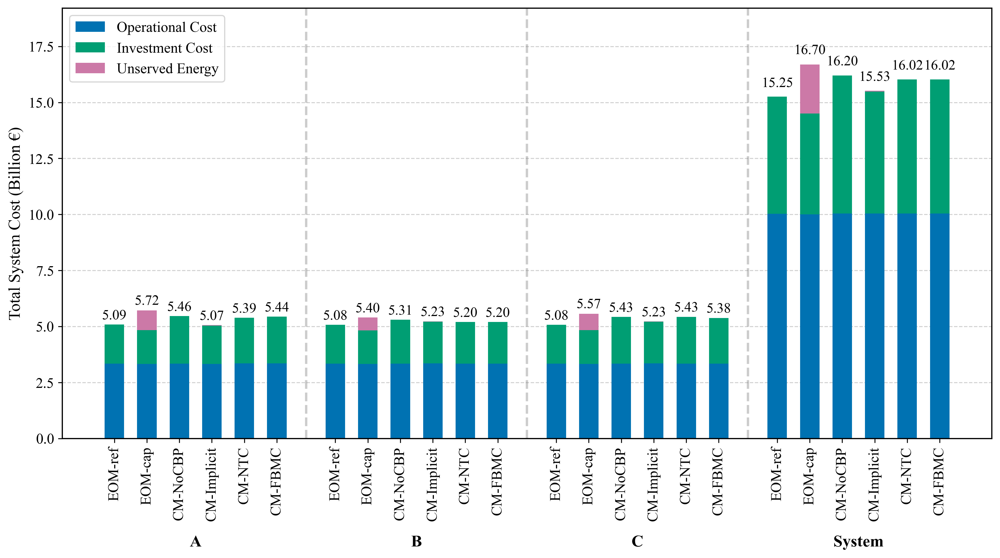 Operational Cost
Investment Cost
Unserved Energy
Total System Cost (Billion €)
17.5
15.0
12.5
10.0
7.5
5.0
2.5
0.0
5.09
5.72
5.46
5.07
5.39
5.44
5.08
5.40
5.31
5.23
5.20
5.20
5.08
5.57
5.43
5.23
5.43
5.38
15.25
16.70
16.20
15.53
16.02
16.02
EOM-ref
EOM-cap
CM-NoCBP
CM-Implicit
CM-NTC
CM-FBMC
EOM-ref
EOM-cap
CM-NoCBP
CM-Implicit
CM-NTC
CM-FBMC
EOM-ref
EOM-cap
CM-NoCBP
CM-Implicit
CM-NTC
CM-FBMC
EOM-ref
EOM-cap
CM-NoCBP
CM-Implicit
CM-NTC
CM-FBMC
A
B
C
System